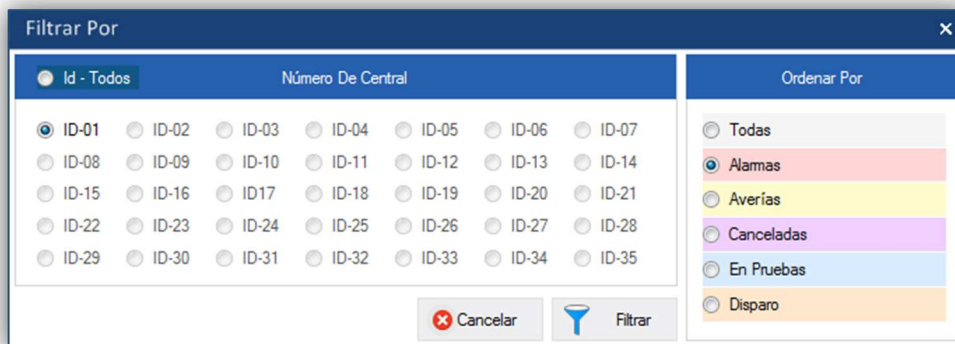 Filtrar Por
Id - Todos Número De Central
ID-01 ID-02 ID-03 ID-04 ID-05 ID-06 ID-07
ID-08 ID-09 ID-10 ID-11 ID-12 ID-13 ID-14
ID-15 ID-16 ID17 ID-18 ID-19 ID-20 ID-21
ID-22 ID-23 ID-24 ID-25 ID-26 ID-27 ID-28
ID-29 ID-30 ID-31 ID-32 ID-33 ID-34 ID-35
Cancelar Filtrar
Ordenar Por
Todas
Alarmas
Averías
Canceladas
En Pruebas
Disparo